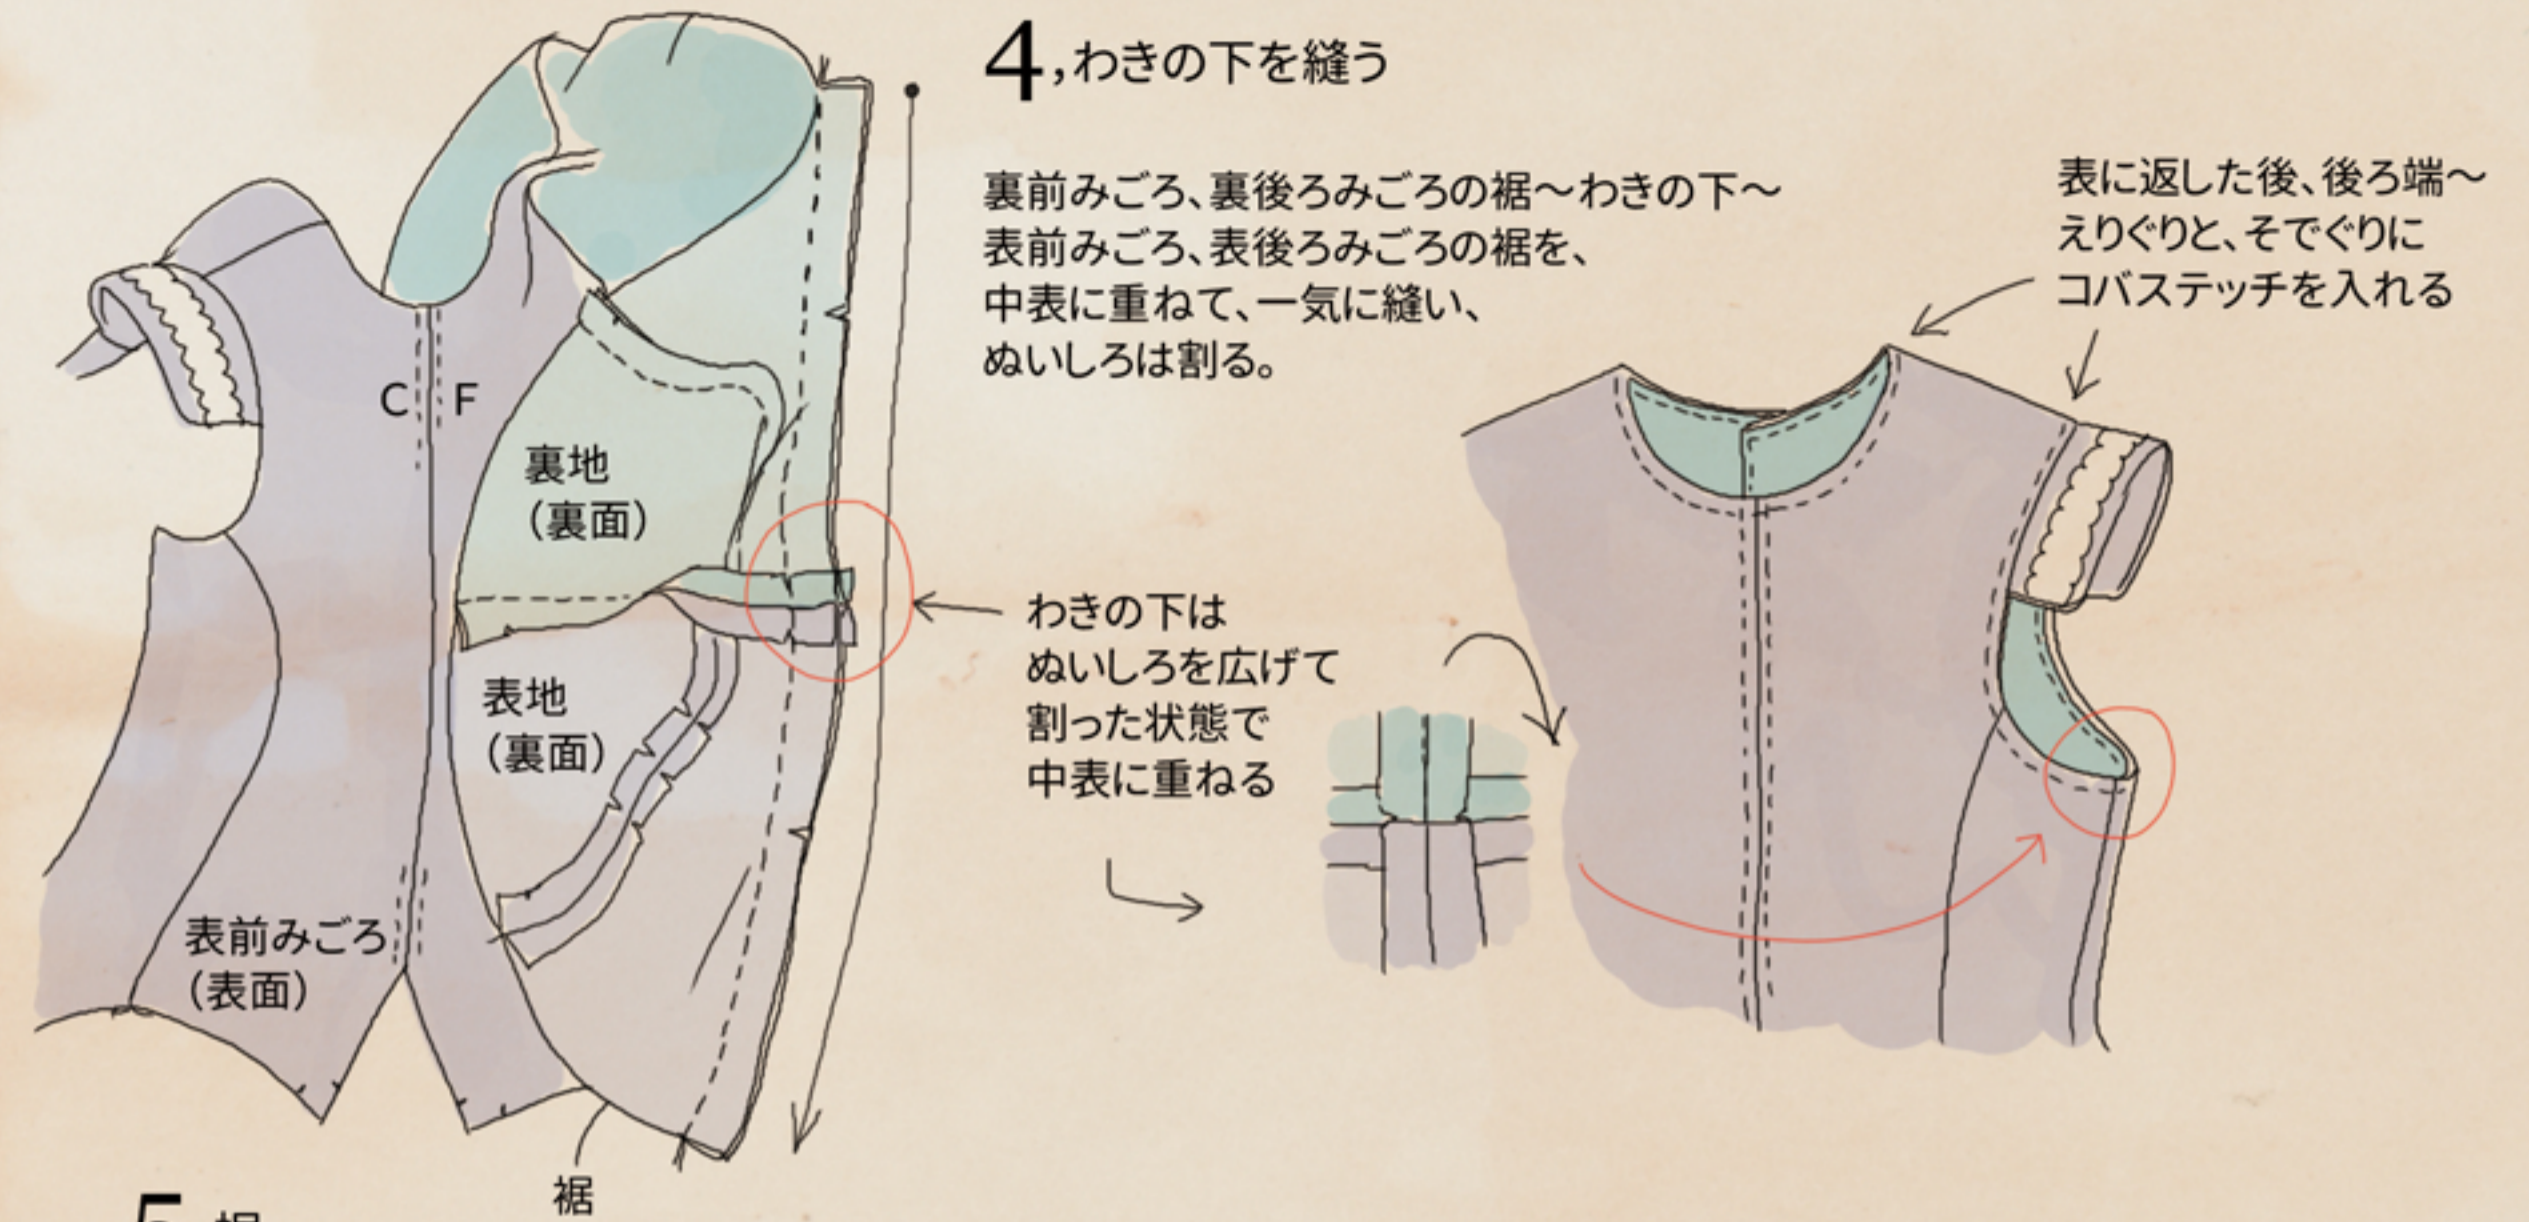 4,わきの下を縫う
裏前みごろ、裏後ろみごろの裾〜わきの下〜
表前みごろ、表後ろみごろの裾を、
中表に重ねて、一気に縫い、
ぬいしろは割る。
表に返した後、後ろ端〜
えりぐりと、そでぐりに
コバステッチを入れる
C F
裏地
（裏面）
わきの下は
ぬいしろを広げて
割った状態で
中表に重ねる
表地
（裏面）
表前みごろ
（表面）
裾